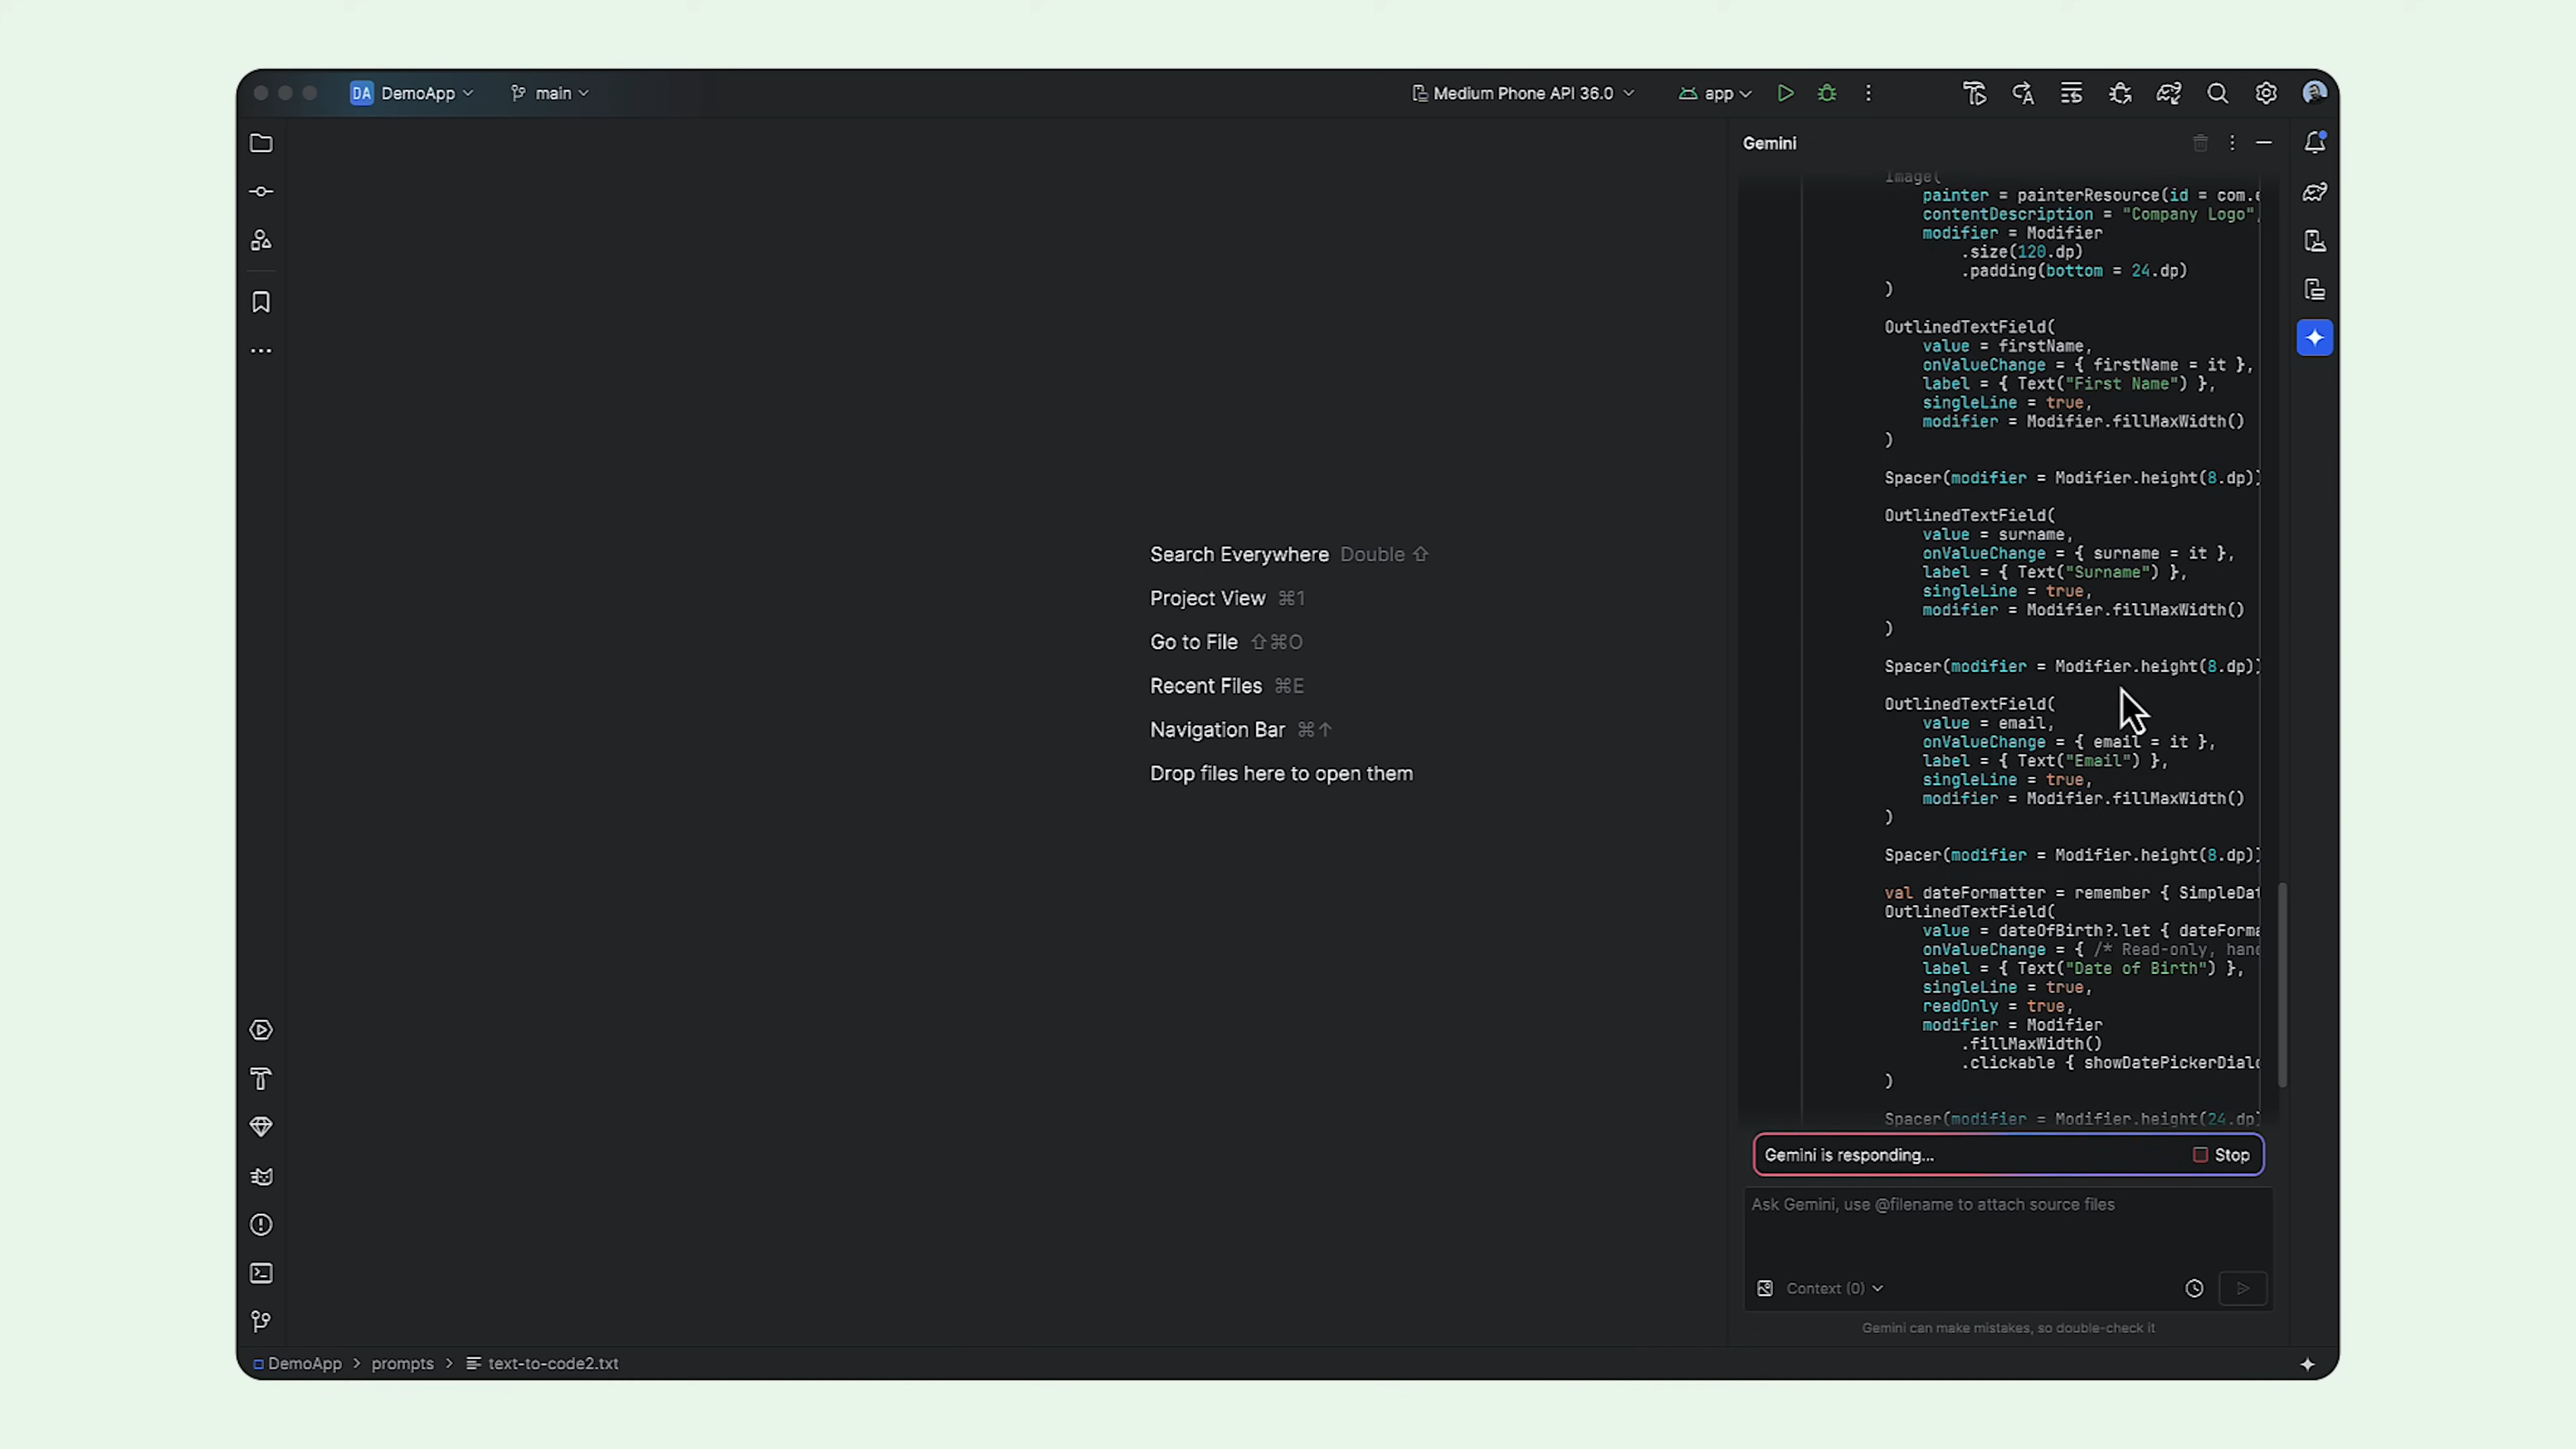 DA DemoApp
main
Medium Phone API 36.0
app
Gemini
Image(
painter = painterResource(id = com.e
contentDescription = "Company Logo",
modifier = Modifier
.size(120.dp)
.padding(bottom = 24.dp)
)
OutlinedTextField(
value = firstName,
onValueChange = { firstName = it },
label = { Text("First Name") },
singleLine = true,
modifier = Modifier.fillMaxWidth()
)
Spacer(modifier = Modifier.height(8.dp))
OutlinedTextField(
value = surname,
onValueChange = { surname = it },
label = { Text("Surname") },
singleLine = true,
modifier = Modifier.fillMaxWidth()
)
Spacer(modifier = Modifier.height(8.dp))
OutlinedTextField(
value = email,
onValueChange = { email = it },
label = { Text("Email") },
singleLine = true,
modifier = Modifier.fillMaxWidth()
)
Spacer(modifier = Modifier.height(8.dp))
val dateFormatter = remember { SimpleDat
OutlinedTextField(
value = dateOfBirth?.let { dateForma
onValueChange = { /* Read-only, hand
label = { Text("Date of Birth") },
singleLine = true,
readOnly = true,
modifier = Modifier
.fillMaxWidth()
.clickable { showDatePickerDialo
)
Spacer(modifier = Modifier.height(24.dp)
Search Everywhere Double ⇧
Project View ⌘1
Go to File ⇧⌘O
Recent Files ⌘E
Navigation Bar ⌘↑
Drop files here to open them
Gemini is responding...
Stop
Ask Gemini, use @filename to attach source files
Context (0)
Gemini can make mistakes, so double-check it
DemoApp > prompts > text-to-code2.txt